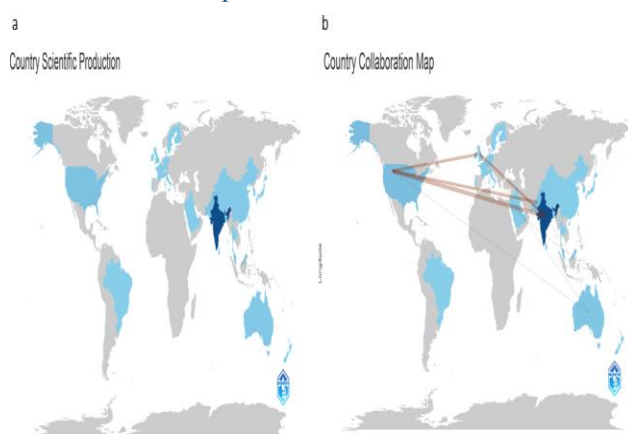 a
b
Country Scientific Production
Country Collaboration Map
Longitude